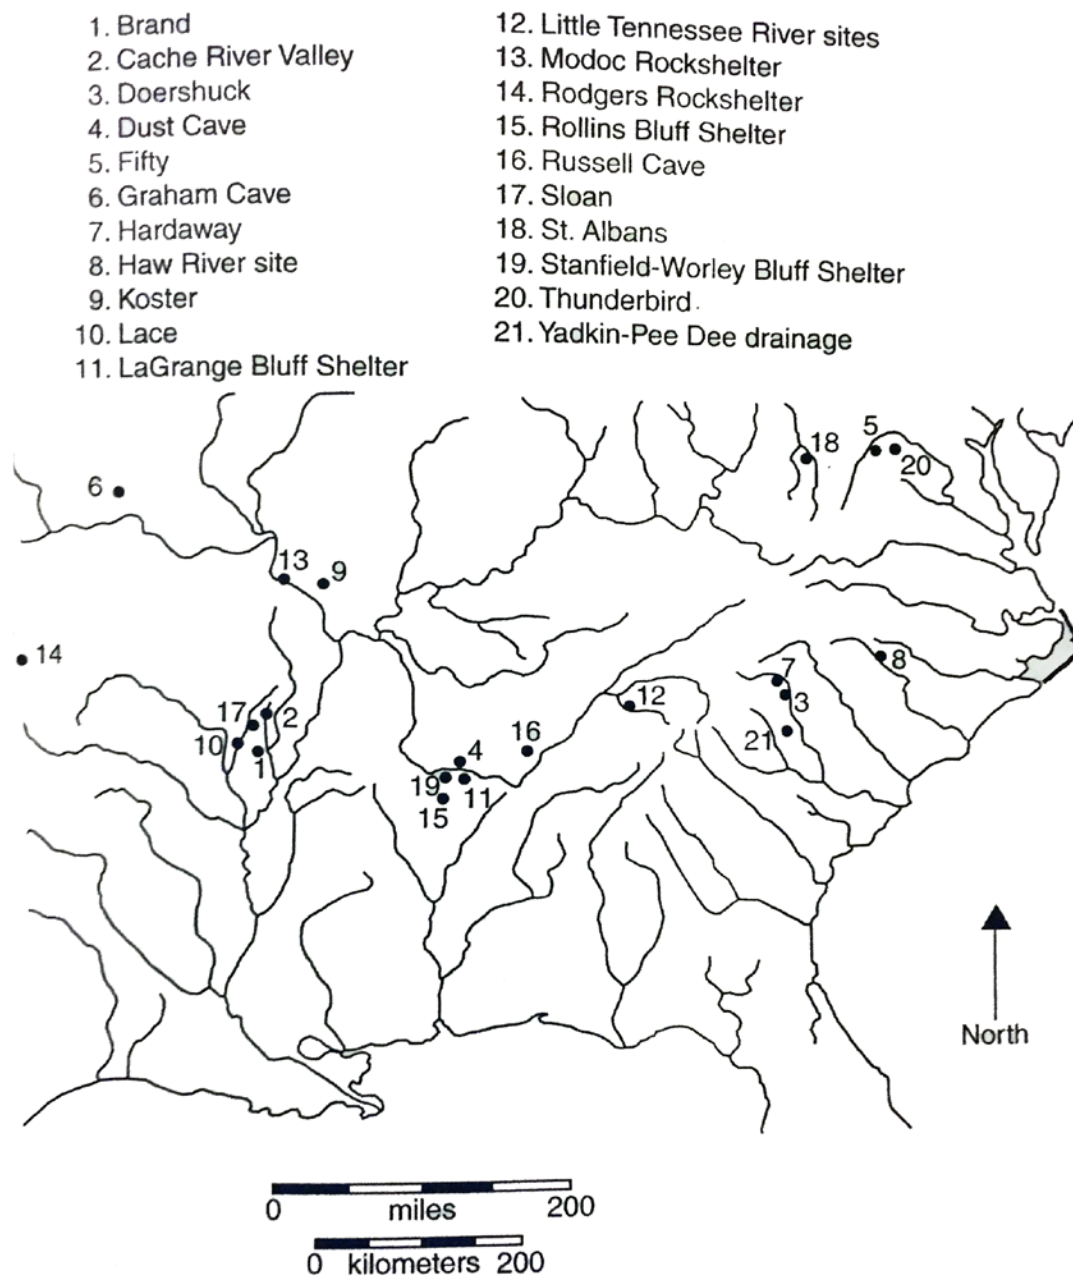 1. Brand
2. Cache River Valley
3. Doershuck
4. Dust Cave
5. Fifty
6. Graham Cave
7. Hardaway
8. Haw River site
9. Koster
10. Lace
11. LaGrange Bluff Shelter
12. Little Tennessee River sites
13. Modoc Rockshelter
14. Rodgers Rockshelter
15. Rollins Bluff Shelter
16. Russell Cave
17. Sloan
18. St. Albans
19. Stanfield-Worley Bluff Shelter
20. Thunderbird
21. Yadkin-Pee Dee drainage
5
18
20
6
13
9
14
8
7
12
3
17
2
21
16
10
1
4
19
11
15
North
0 miles 200
0 kilometers 200